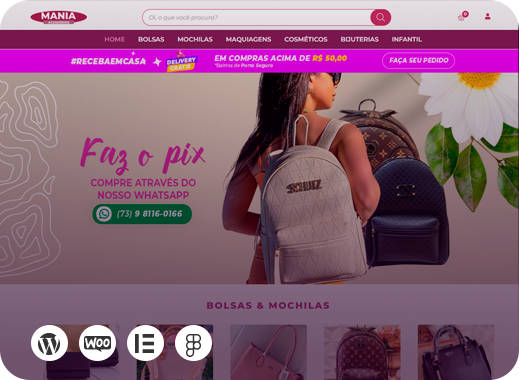 MANIA
Oi, o que você procura?
0
HOME BOLSAS MOCHILAS MAQUIAGENS COSMÉTICOS BIJUTERIAS INFANTIL
#RECEBAEMCASA
DELIVERY
GRÁTIS
EM COMPRAS ACIMA DE R$ 50,00
*Bairros de Porto Seguro
FAÇA SEU PEDIDO
Faz o pix
COMPRE ATRAVÉS DO
NOSSO WHATSAPP
(73) 9 8116-0166
SCHUZ
BOLSAS & MOCHILAS
WOO